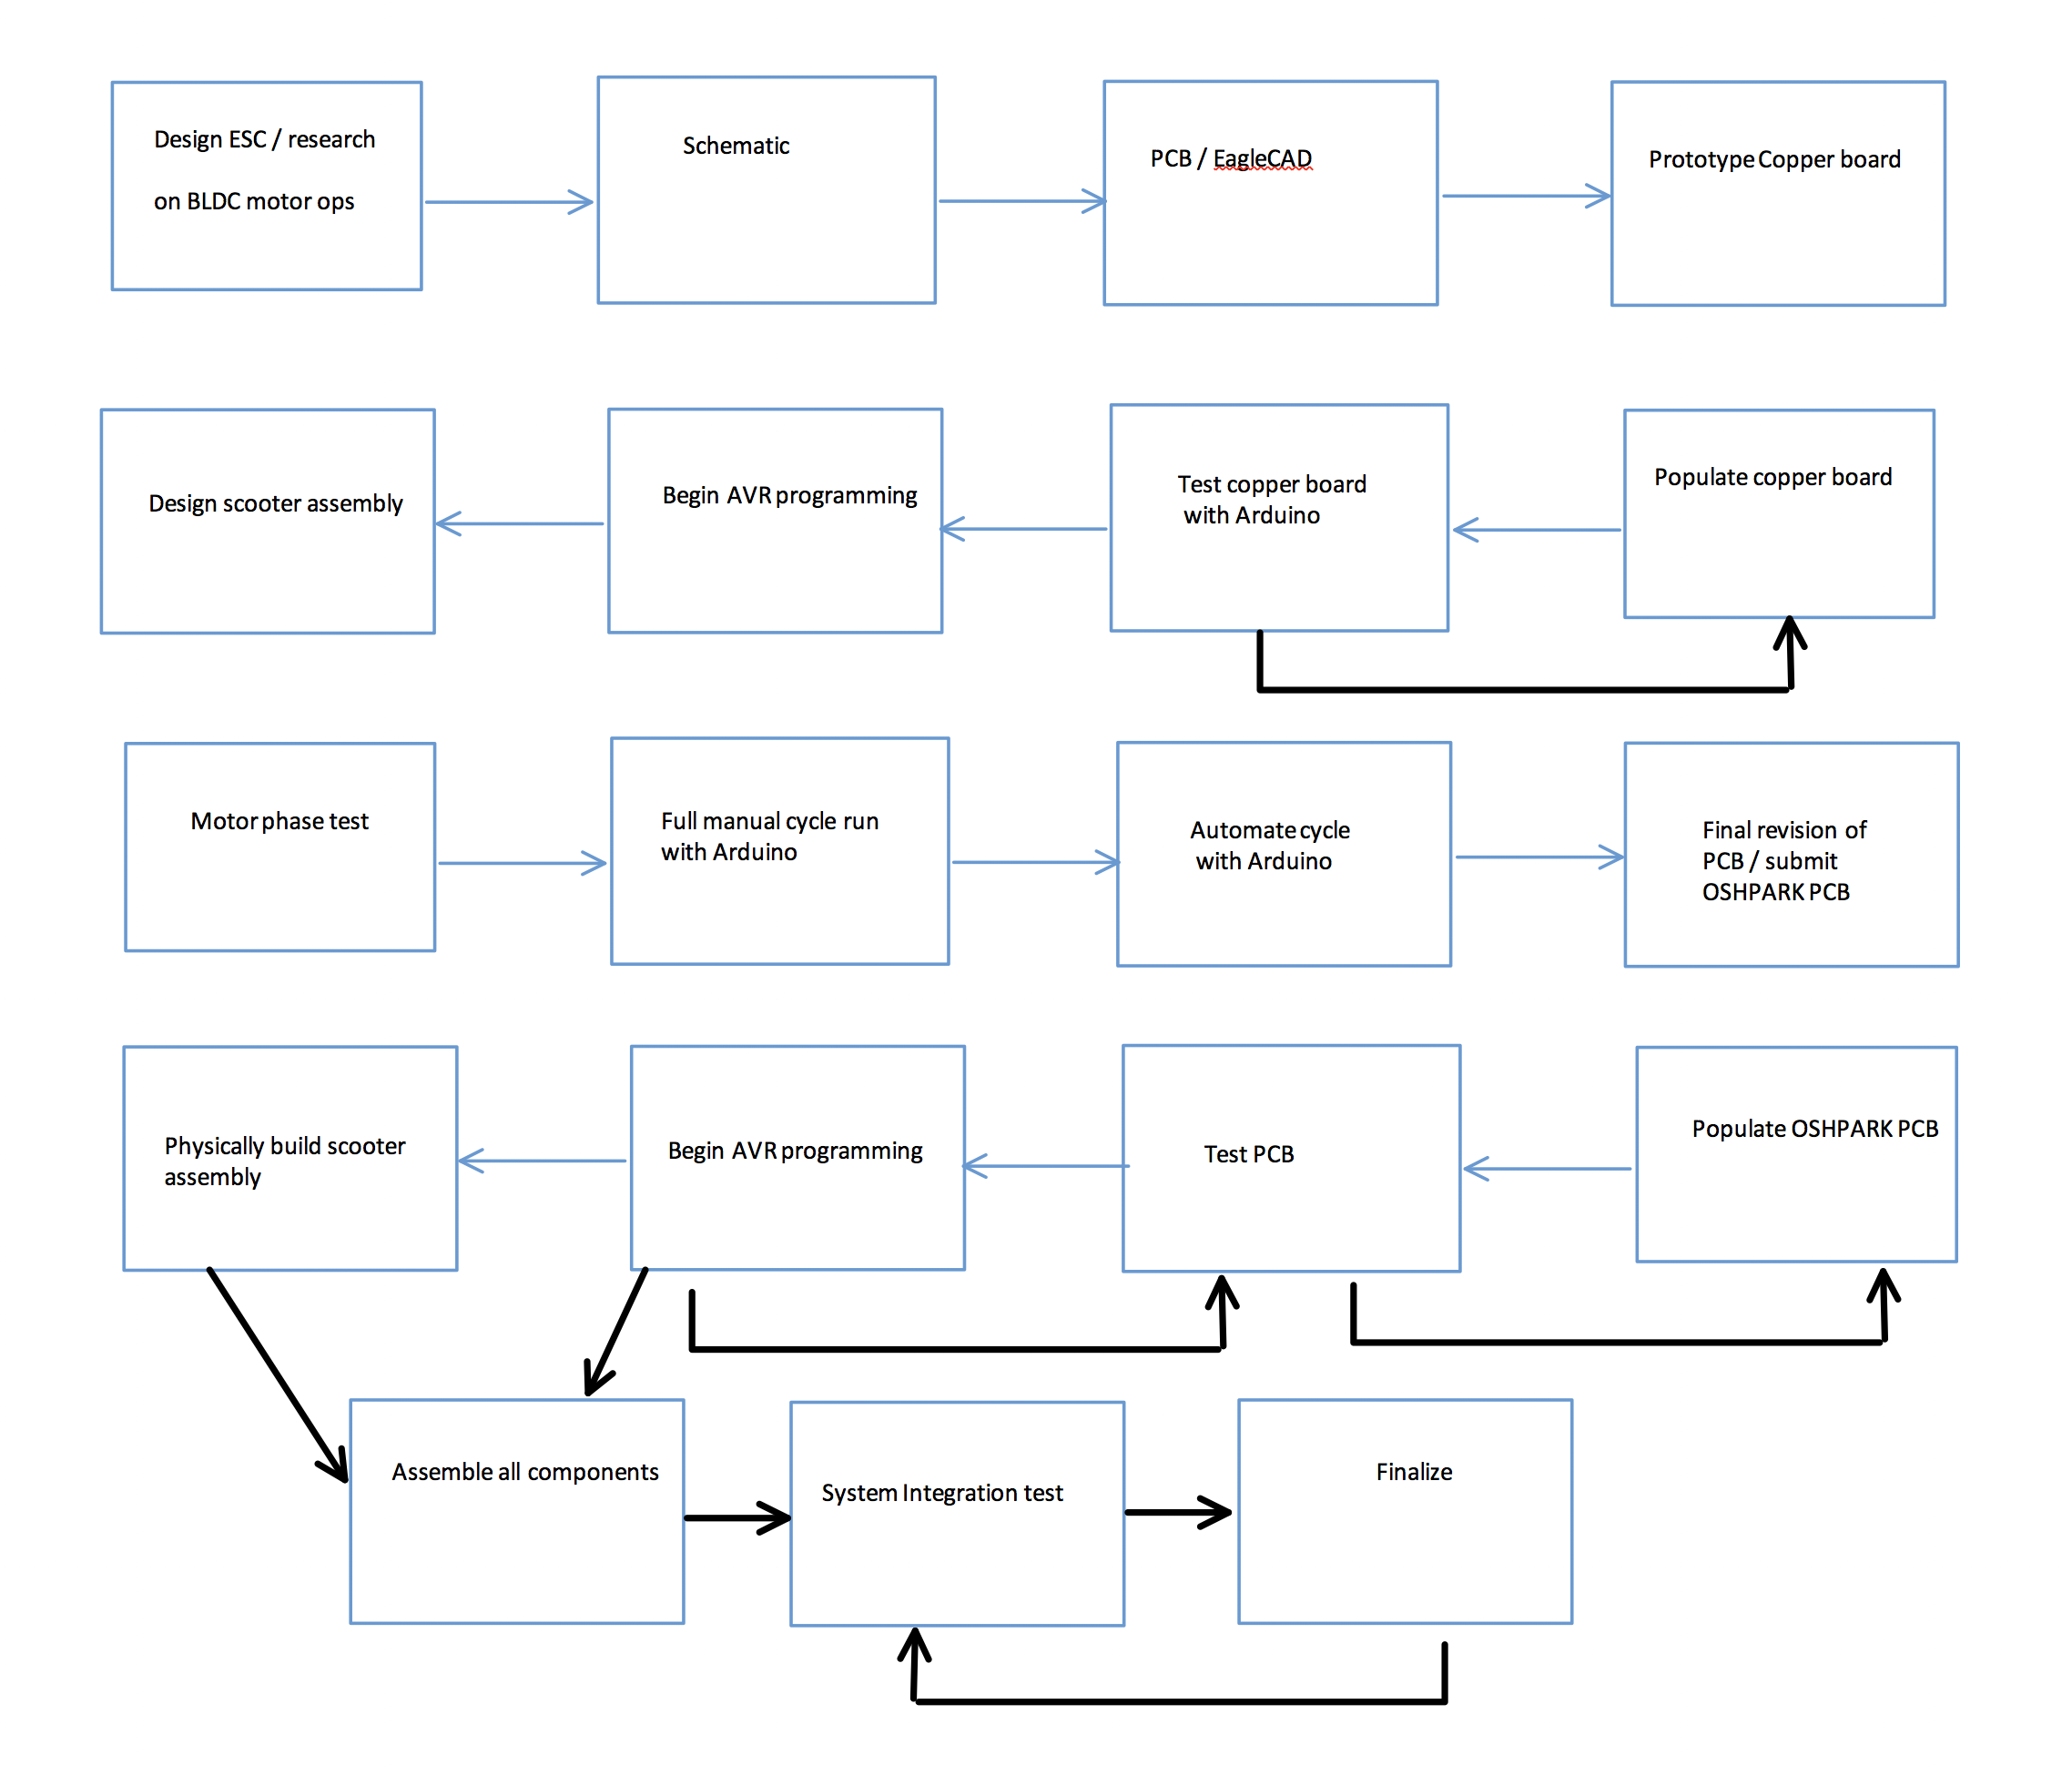 Design ESC / research
on BLDC motor ops
Schematic
PCB / EagleCAD
Prototype Copper board
Design scooter assembly
Begin AVR programming
Test copper board
with Arduino
Populate copper board
Motor phase test
Full manual cycle run
with Arduino
Automate cycle
with Arduino
Final revision of
PCB / submit
OSHPARK PCB
Physically build scooter
assembly
Begin AVR programming
Test PCB
Populate OSHPARK PCB
Assemble all components
System Integration test
Finalize